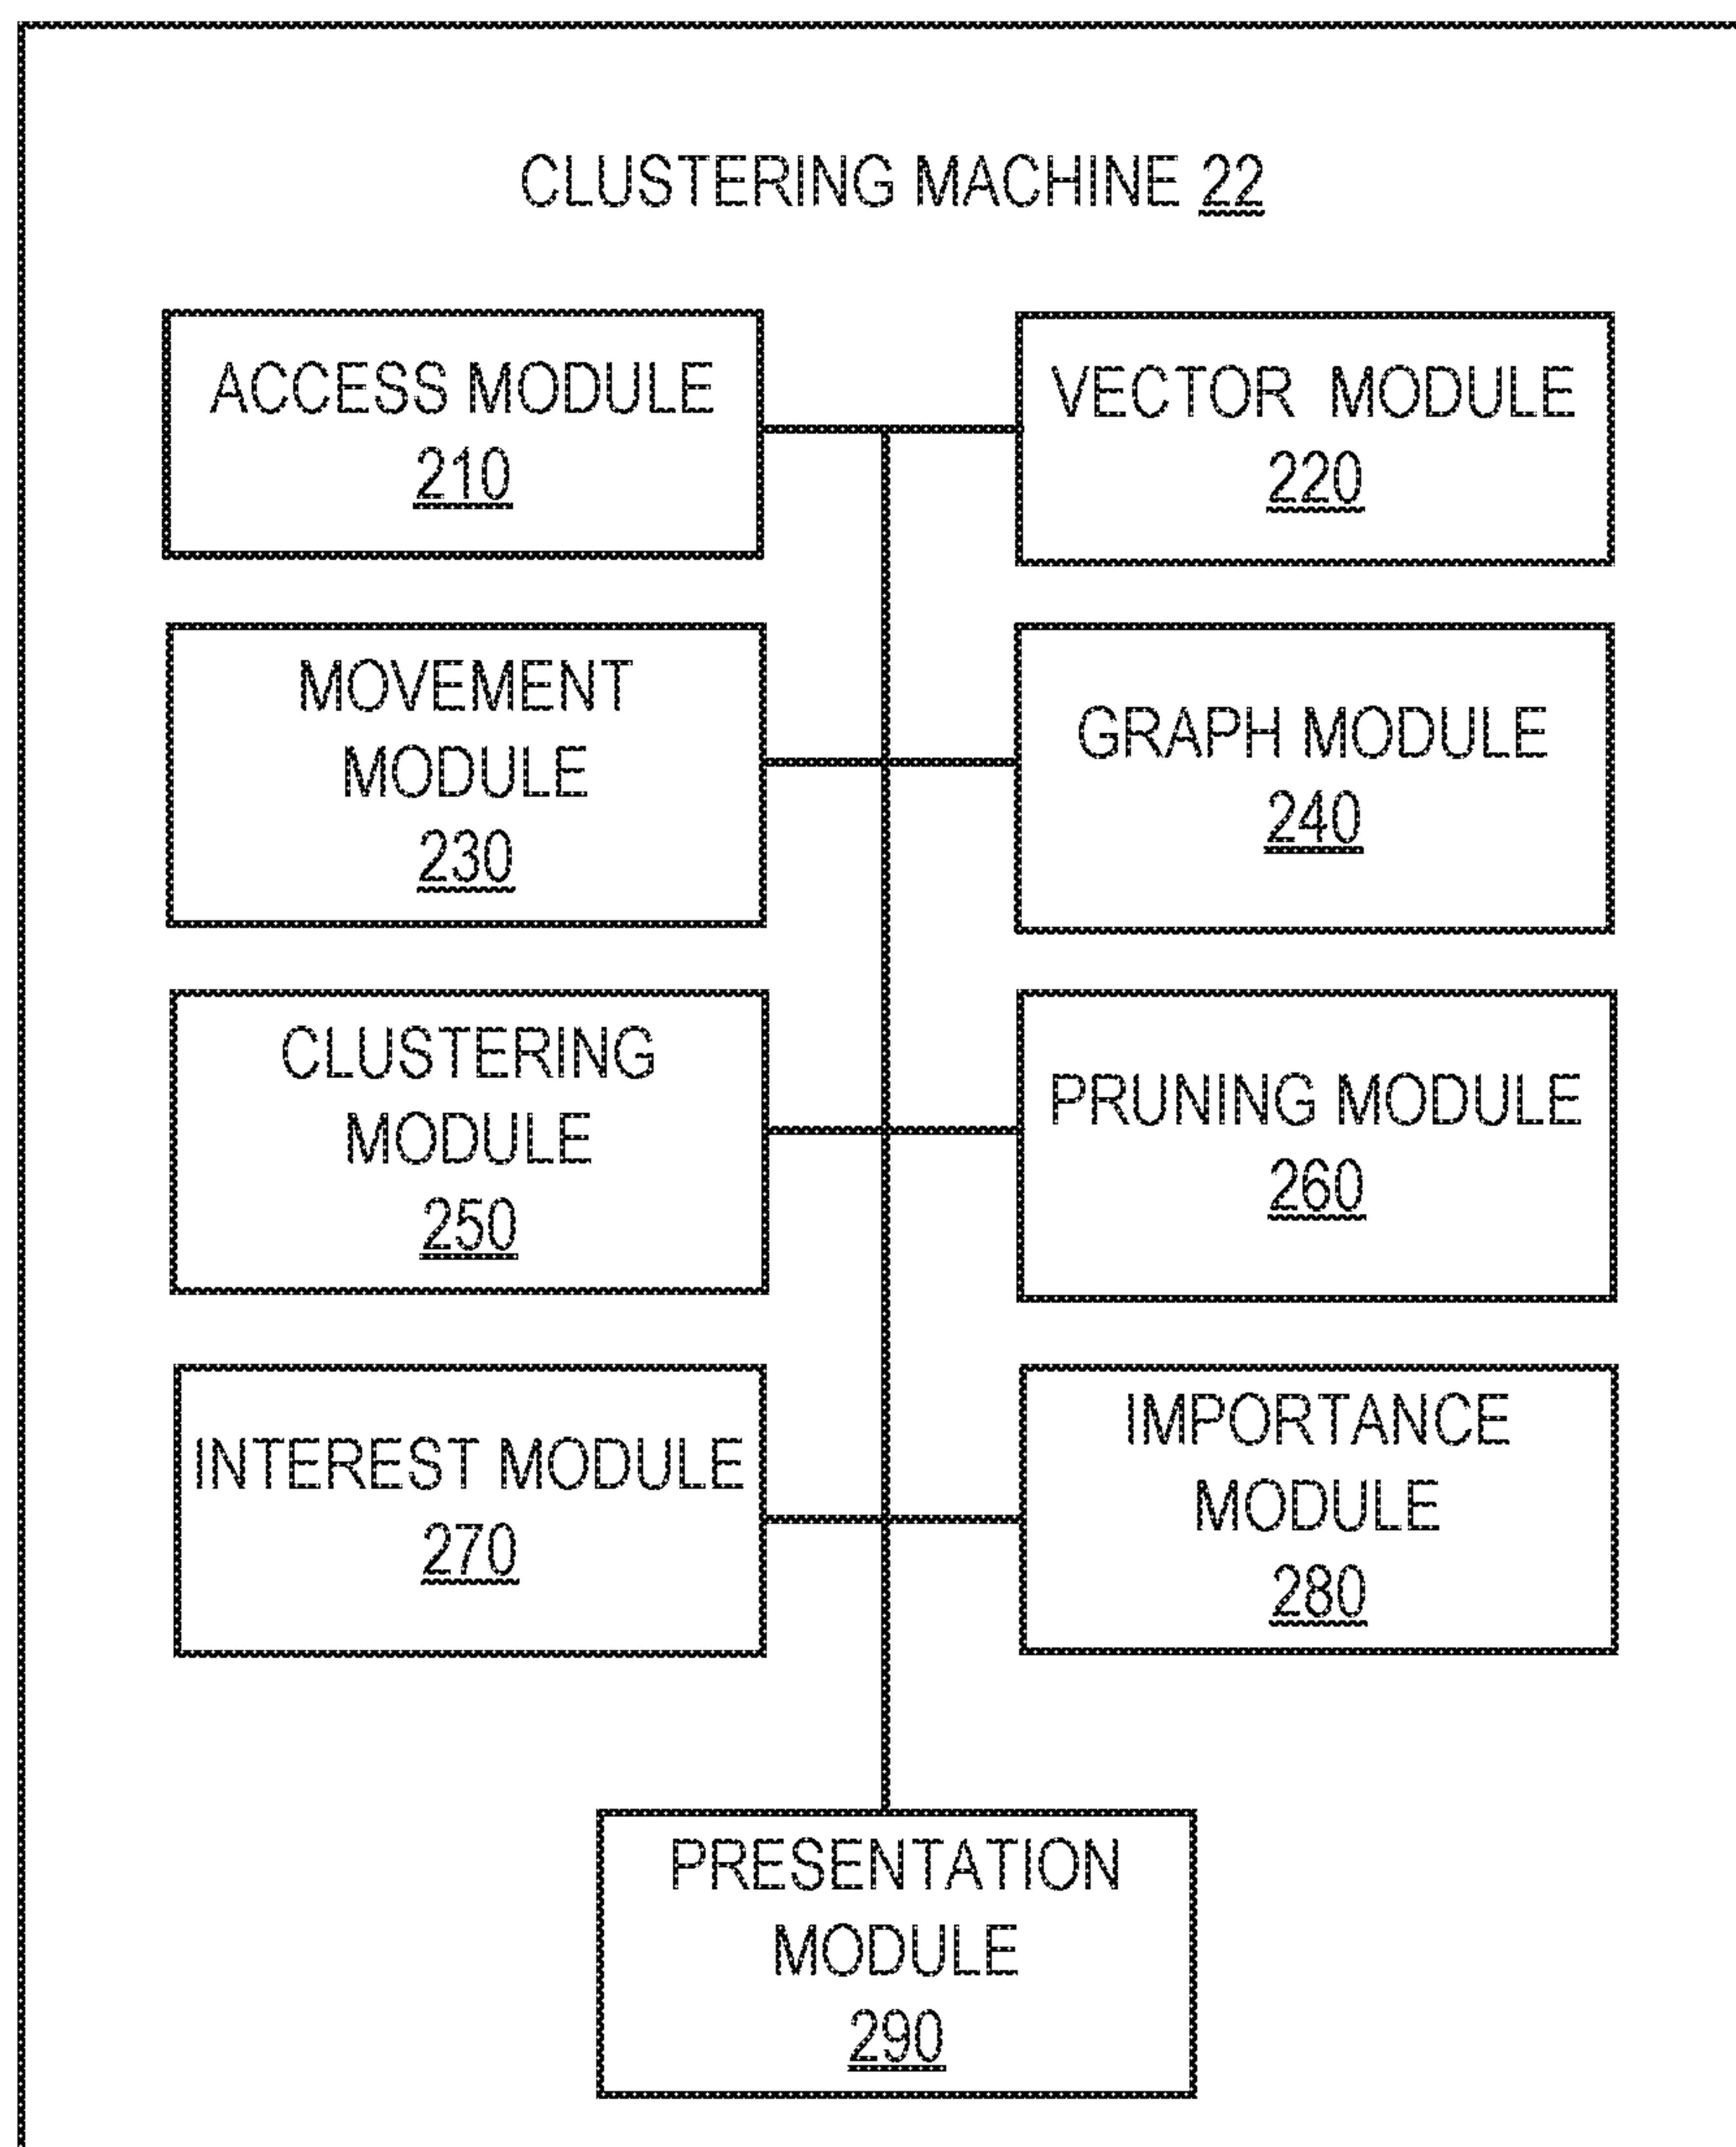 CLUSTERING MACHINE 22
ACCESS MODULE
210
VECTOR MODULE
220
MOVEMENT
MODULE
230
GRAPH MODULE
240
CLUSTERING
MODULE
250
PRUNING MODULE
260
INTEREST MODULE
270
IMPORTANCE
MODULE
280
PRESENTATION
MODULE
290